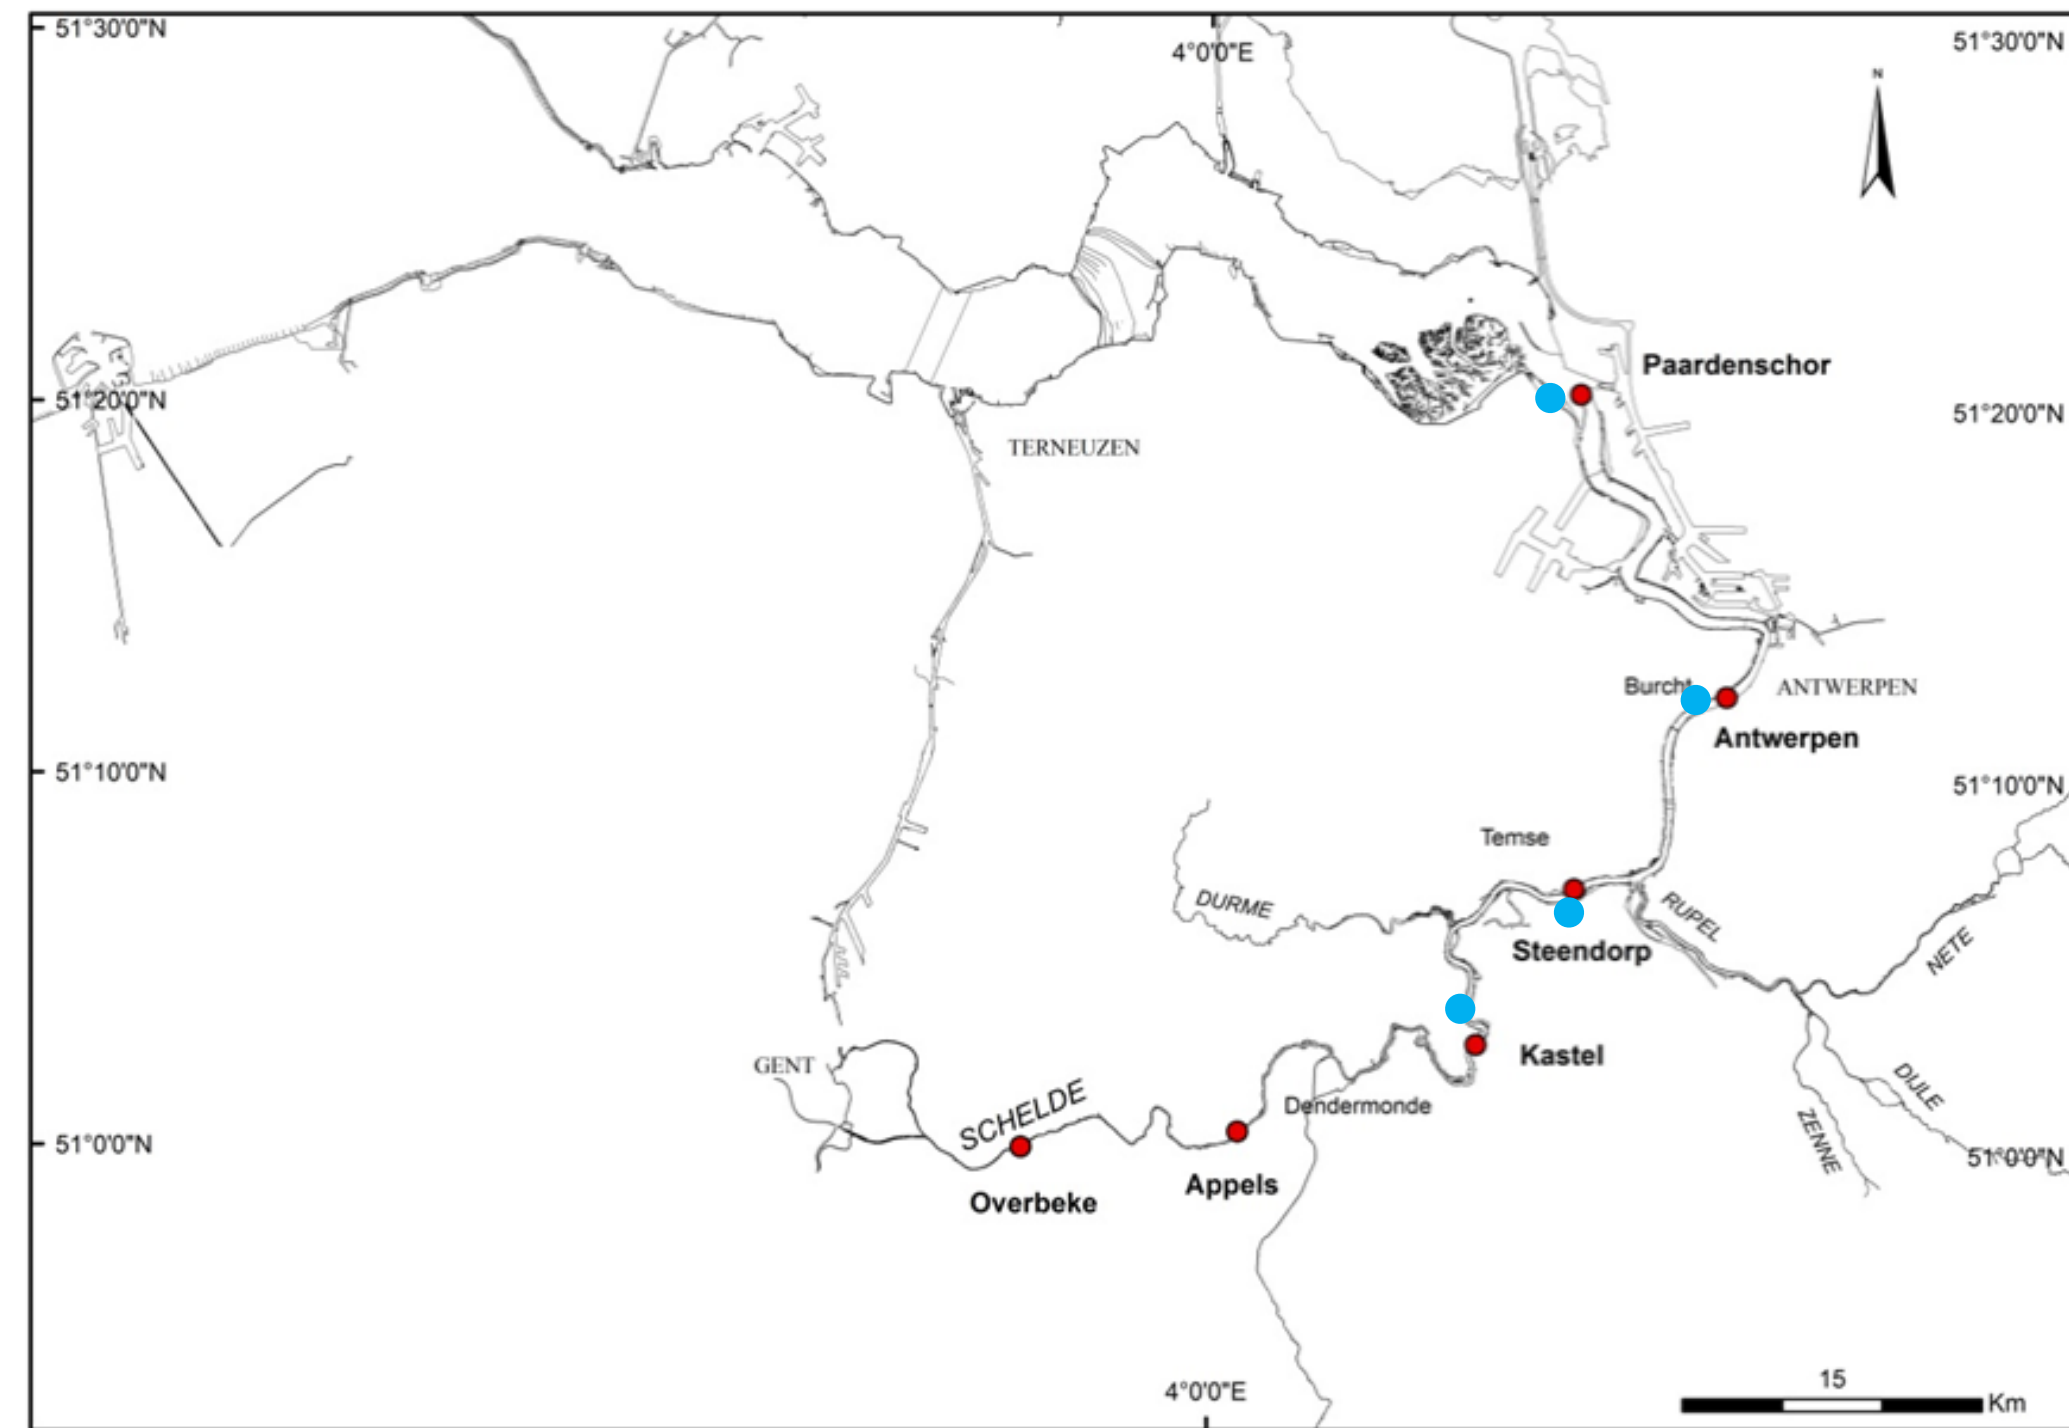 51°30'0"N
4°0'0"E
51°30'0"N
N
Paardenschor
51°20'0"N
51°20'0"N
TERNEUZEN
Burcht
ANTWERPEN
Antwerpen
51°10'0"N
51°10'0"N
Temse
DURME
RUPEL
NETE
Steendorp
GENT
Kastel
SCHELDE
Dendermonde
DIJLE
ZENNE
51°0'0"N
51°0'0"N
Appels
Overbeke
4°0'0"E
15
Km